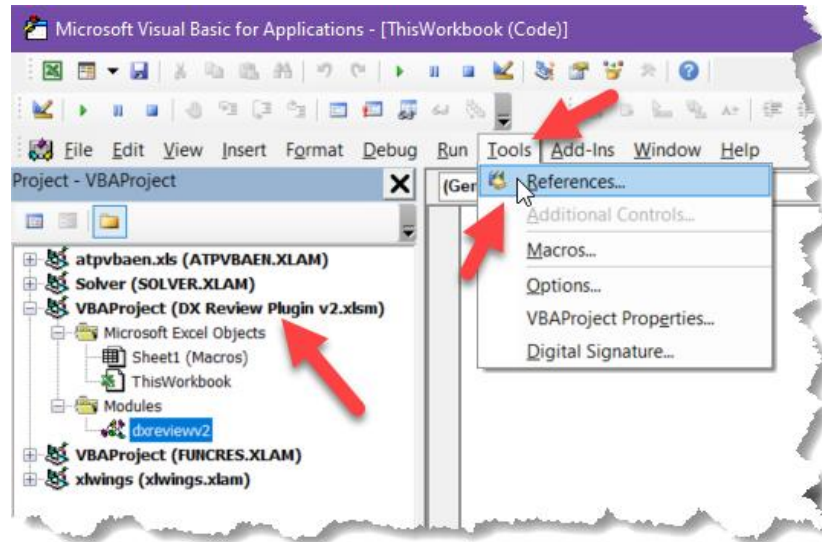 Microsoft Visual Basic for Applications - [ThisWorkbook (Code)]
File Edit View Insert Format Debug Run Tools Add-Ins Window Help
Project - VBAProject
(Ger
References...
Additional Controls...
Macros...
Options...
VBAProject Properties...
Digital Signature...
atpvbaen.xls (ATPVBAEN.XLAM)
Solver (SOLVER.XLAM)
VBAProject (DX Review Plugin v2.xlsm)
Microsoft Excel Objects
Sheet1 (Macros)
ThisWorkbook
Modules
dxreviewv2
VBAProject (FUNCRES.XLAM)
xlwings (xlwings.xlam)